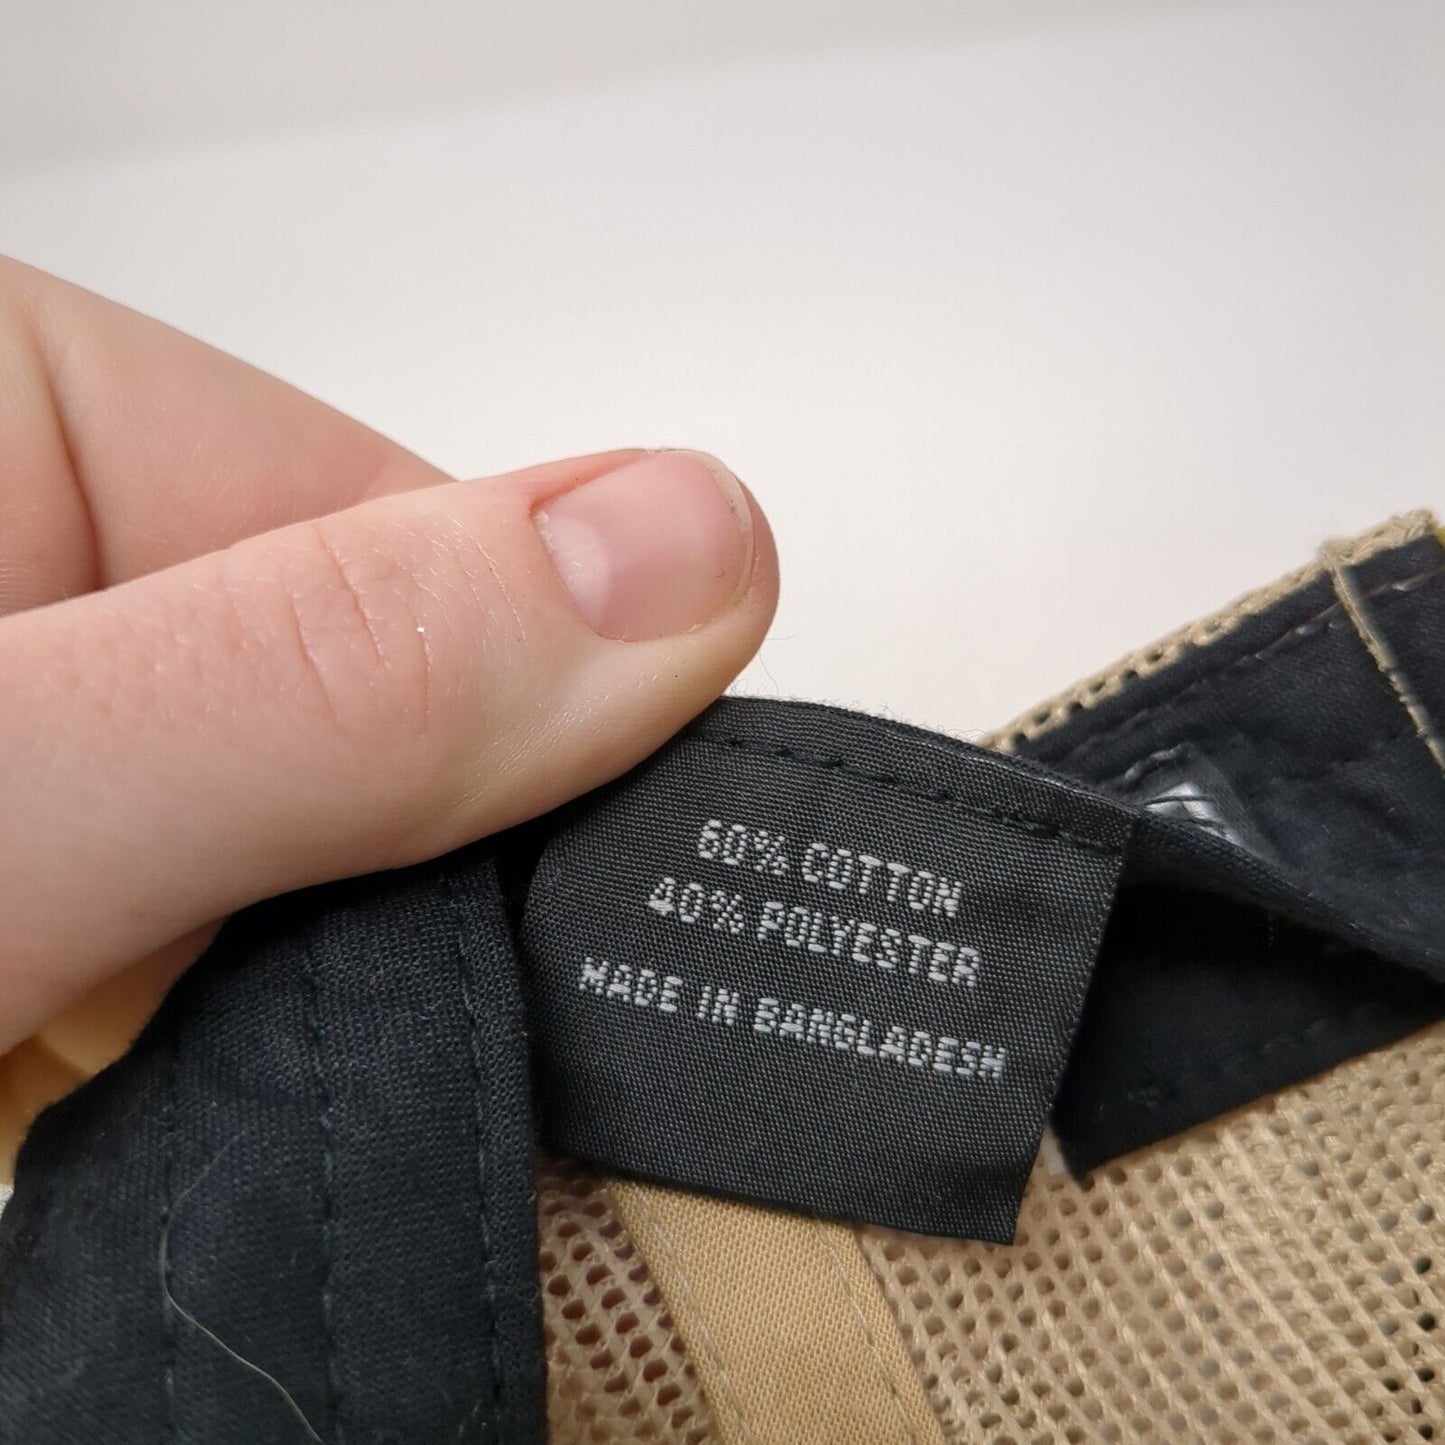 60% COTTON
40% POLYESTER
MADE IN BANGLADESH